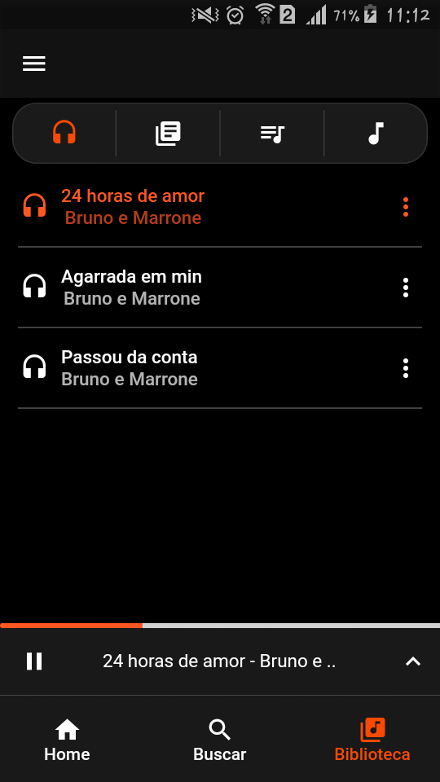 2 71% 11:12
24 horas de amor
Bruno e Marrone
Agarrada em min
Bruno e Marrone
Passou da conta
Bruno e Marrone
24 horas de amor - Bruno e ..
Home Buscar Biblioteca